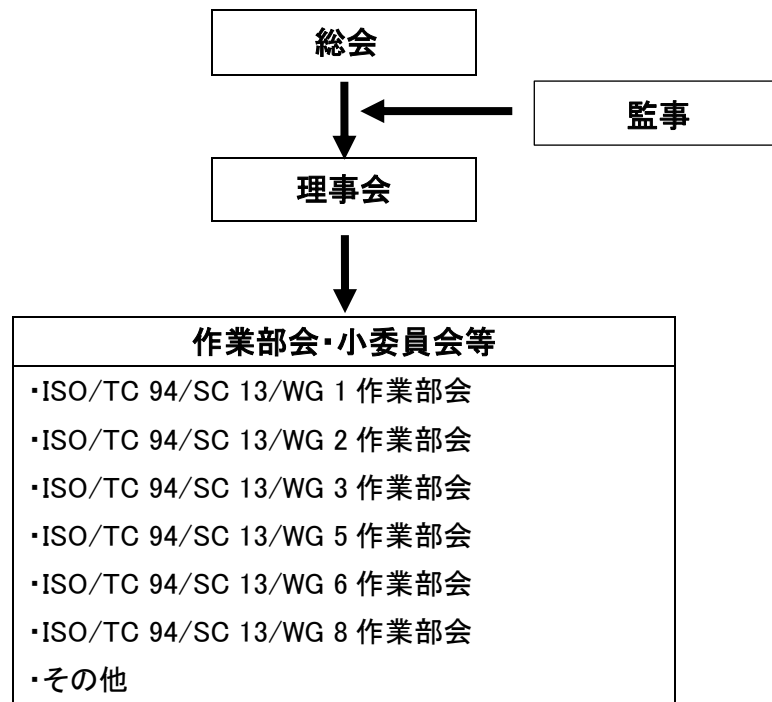 総会
監事
理事会
作業部会・小委員会等
・ISO/TC 94/SC 13/WG 1 作業部会
・ISO/TC 94/SC 13/WG 2 作業部会
・ISO/TC 94/SC 13/WG 3 作業部会
・ISO/TC 94/SC 13/WG 5 作業部会
・ISO/TC 94/SC 13/WG 6 作業部会
・ISO/TC 94/SC 13/WG 8 作業部会
・その他